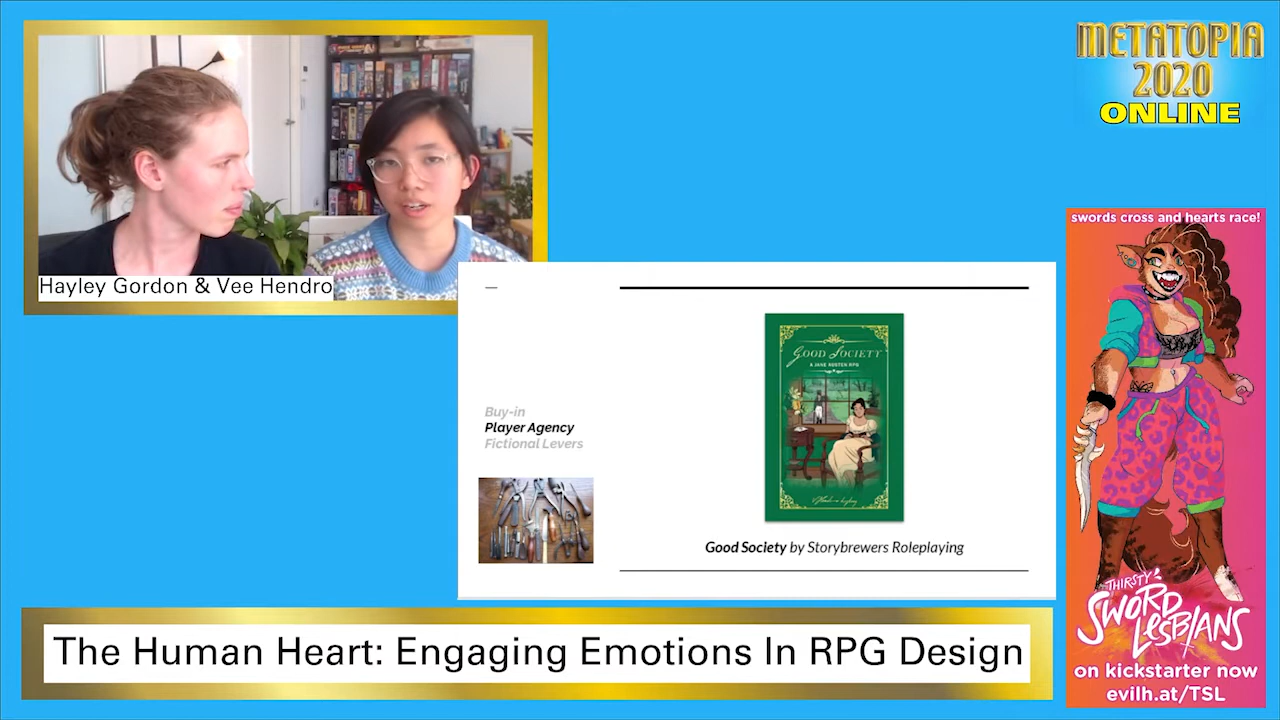 METATOPIA
2020
ONLINE
Hayley Gordon & Vee Hendro
swords cross and hearts race!
Buy-in
Player Agency
Fictional Levers
GOOD SOCIETY
A JANE AUSTEN RPG
Good Society by Storybrewers Roleplaying
THIRSTY
SWORD
LESBIANS
on kickstarter now
evilh.at/TSL
The Human Heart: Engaging Emotions In RPG Design